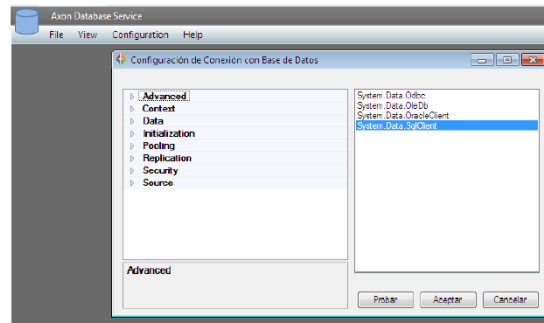 Axon Database Service
File View Configuration Help
Configuración de Conexión con Base de Datos
Advanced
Context
Data
Initialization
Pooling
Replication
Security
Source
System.Data.Odbc
System.Data.OleDb
System.Data.OracleClient
System.Data.SqlClient
Advanced
Probar Aceptar Cancelar